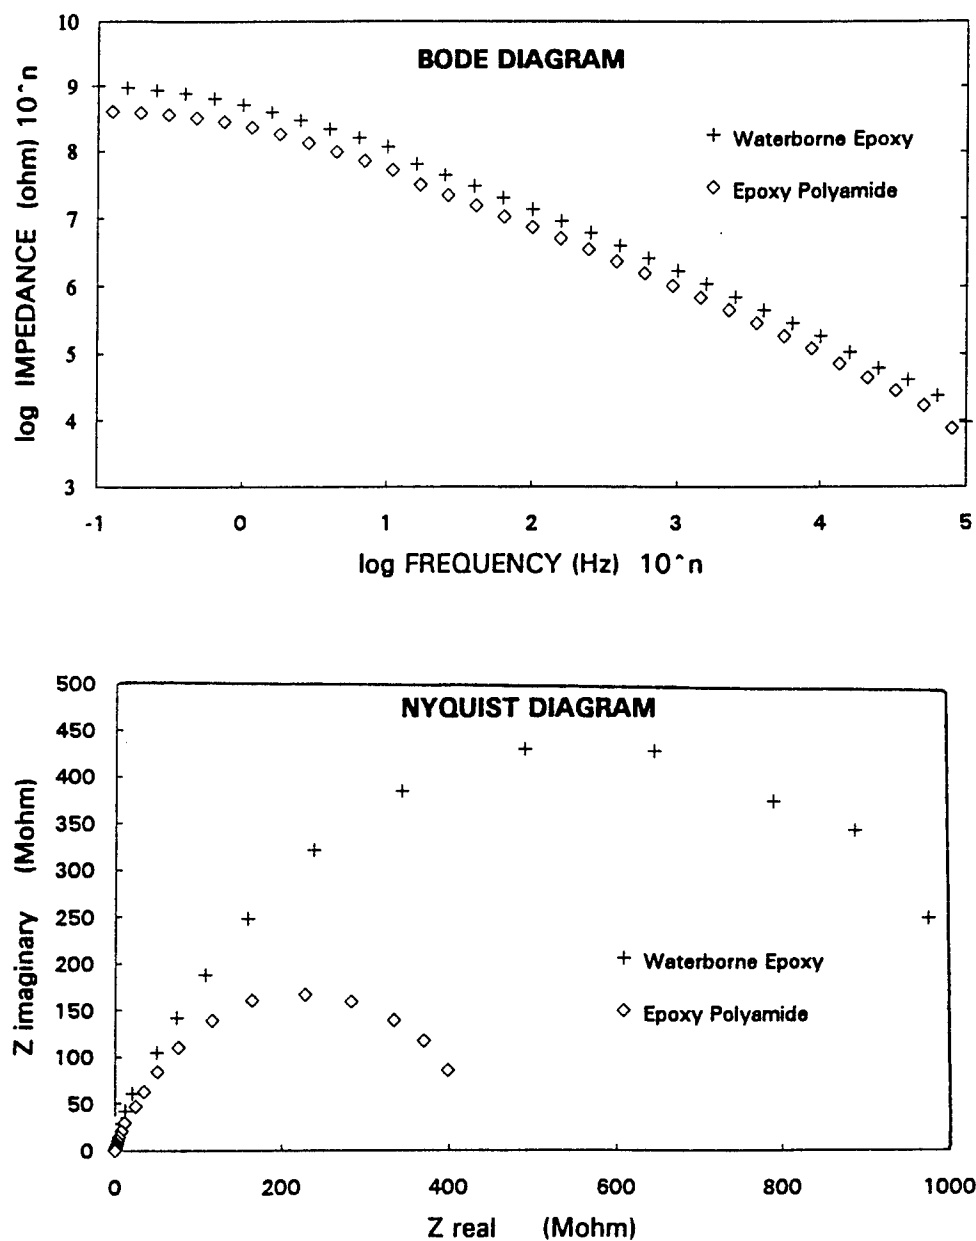 BODE DIAGRAM
log IMPEDANCE (ohm) 10^n
10
9
8
7
6
5
4
3
+ Waterborne Epoxy
◇ Epoxy Polyamide
-1 0 1 2 3 4 5
log FREQUENCY (Hz) 10^n
NYQUIST DIAGRAM
Z imaginary (Mohm)
500
450
400
350
300
250
200
150
100
50
0
+ Waterborne Epoxy
◇ Epoxy Polyamide
0 200 400 600 800 1000
Z real (Mohm)